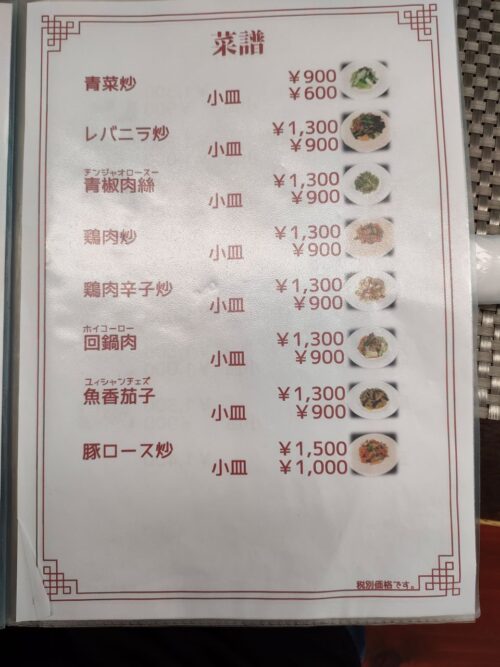 菜譜
青菜炒 ¥900
小皿 ¥600
レバニラ炒 ¥1,300
小皿 ¥900
チンジャオロースー
青椒肉絲 ¥1,300
小皿 ¥900
鶏肉炒 ¥1,300
小皿 ¥900
鶏肉辛子炒 ¥1,300
小皿 ¥900
ホイコーロー
回鍋肉 ¥1,300
小皿 ¥900
ユィシャンチェズ
魚香茄子 ¥1,300
小皿 ¥900
豚ロース炒 ¥1,500
小皿 ¥1,000
税別価格です。